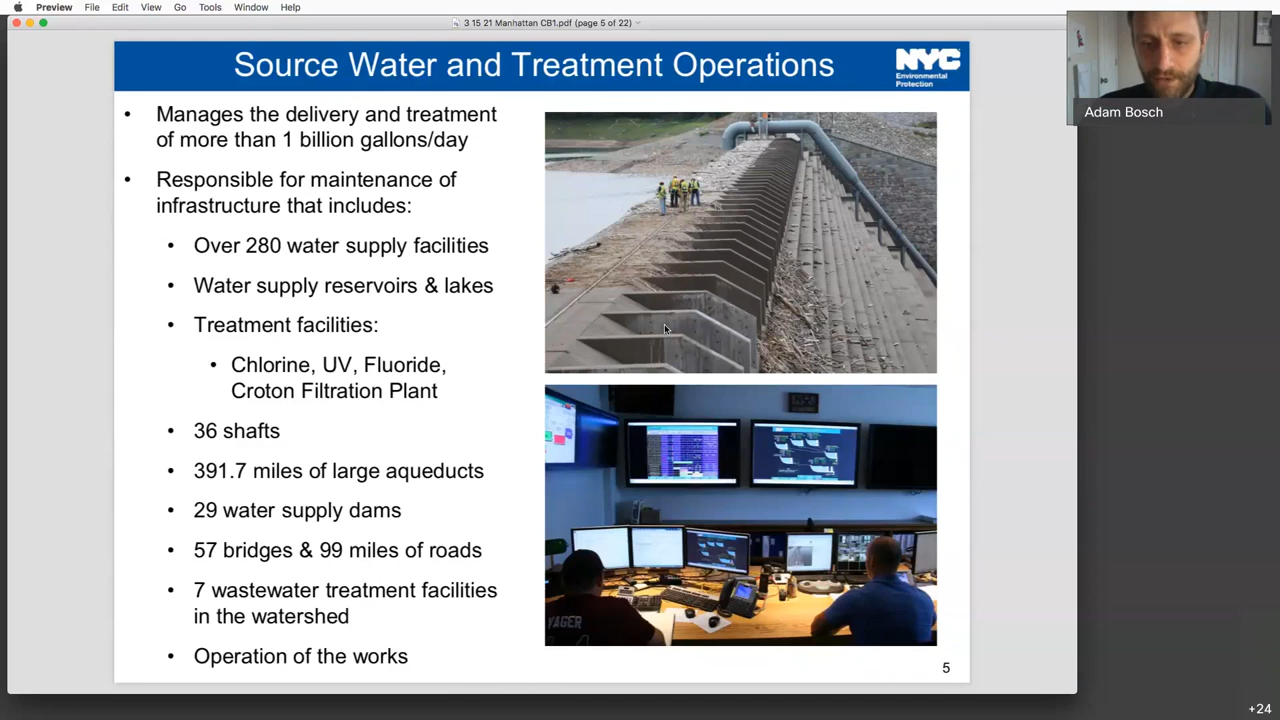 Preview File Edit View Go Tools Window Help
3 15 21 Manhattan CB1.pdf (page 5 of 22)
Source Water and Treatment Operations
NYC
Environmental
Protection
Adam Bosch
• Manages the delivery and treatment
of more than 1 billion gallons/day
• Responsible for maintenance of
infrastructure that includes:
• Over 280 water supply facilities
• Water supply reservoirs & lakes
• Treatment facilities:
• Chlorine, UV, Fluoride,
Croton Filtration Plant
• 36 shafts
• 391.7 miles of large aqueducts
• 29 water supply dams
• 57 bridges & 99 miles of roads
• 7 wastewater treatment facilities
in the watershed
• Operation of the works
YAGER
5
+24